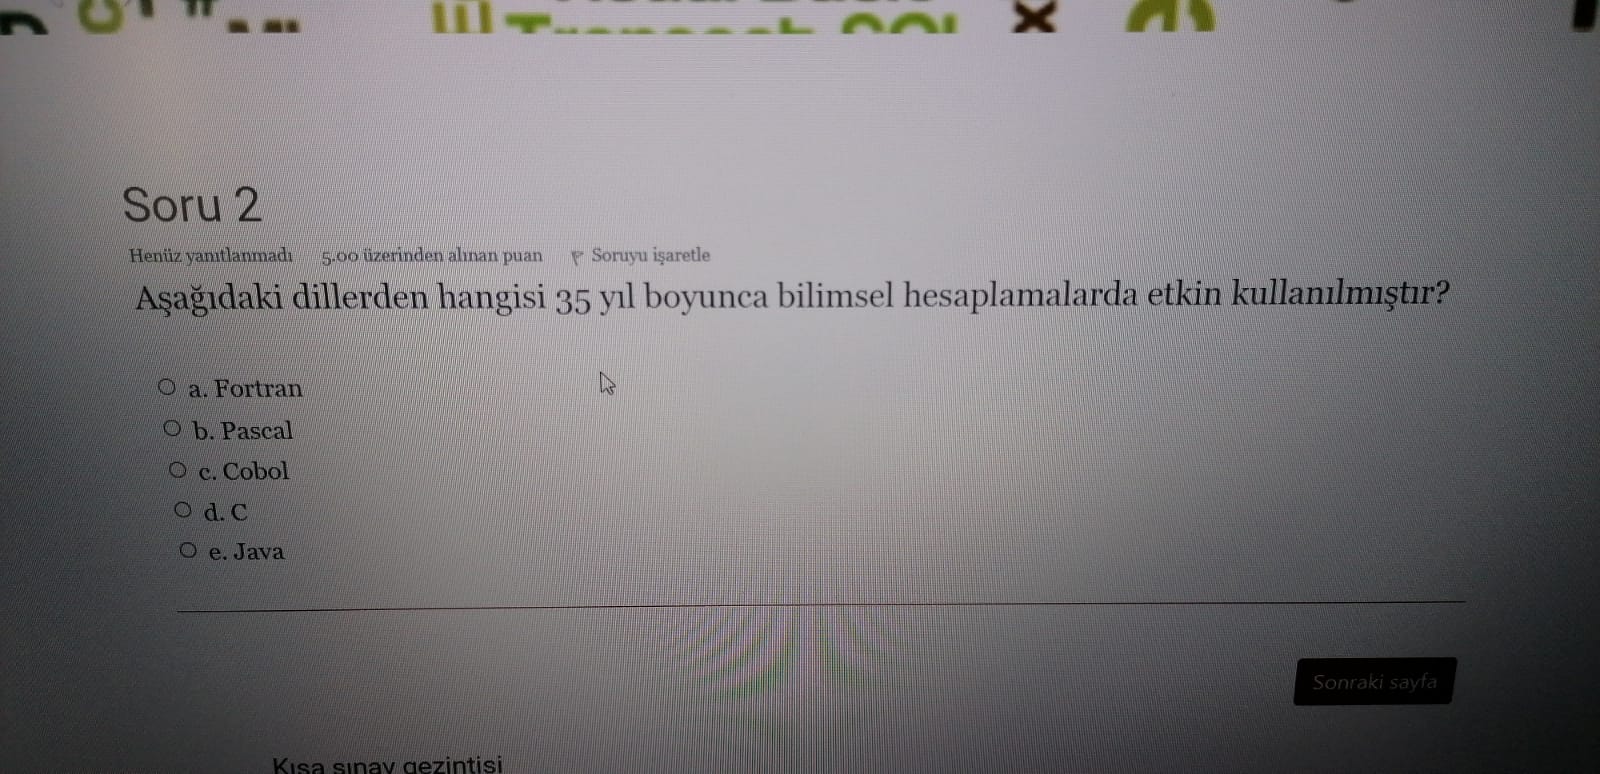 Soru 2
Henüz yanıtlanmadı 5.00 üzerinden alınan puan Soruyu işaretle
Aşağıdaki dillerden hangisi 35 yıl boyunca bilimsel hesaplamalarda etkin kullanılmıştır?
a. Fortran
b. Pascal
c. Cobol
d. C
e. Java
Sonraki sayfa
Kısa sınav gezintisi